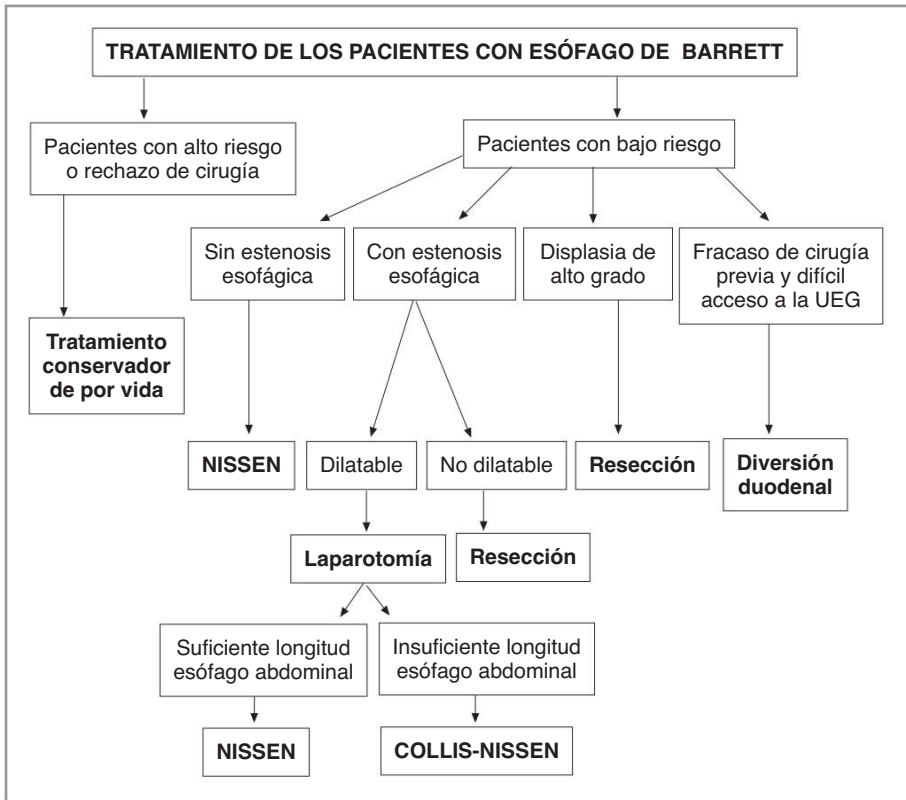 TRATAMIENTO DE LOS PACIENTES CON ESÓFAGO DE BARRETT
Pacientes con alto riesgo
o rechazo de cirugía
Pacientes con bajo riesgo
Sin estenosis
esofágica
Con estenosis
esofágica
Displasia de
alto grado
Fracaso de cirugía
previa y difícil
acceso a la UEG
Tratamiento
conservador
de por vida
NISSEN
Dilatable
No dilatable
Resección
Diversión
duodenal
Laparotomía
Resección
Suficiente longitud
esófago abdominal
Insuficiente longitud
esófago abdominal
NISSEN
COLLIS-NISSEN